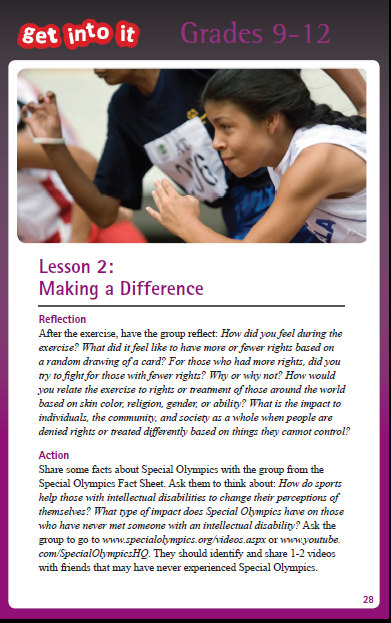 get into it
Grades 9-12
206
LA
Lesson 2:
Making a Difference
Reflection
After the exercise, have the group reflect: How did you feel during the
exercise? What did it feel like to have more or fewer rights based on
a random drawing of a card? For those who had more rights, did you
try to fight for those with fewer rights? Why or why not? How would
you relate the exercise to rights or treatment of those around the world
based on skin color, religion, gender, or ability? What is the impact to
individuals, the community, and society as a whole when people are
denied rights or treated differently based on things they cannot control?
Action
Share some facts about Special Olympics with the group from the
Special Olympics Fact Sheet. Ask them to think about: How do sports
help those with intellectual disabilities to change their perceptions of
themselves? What type of impact does Special Olympics have on those
who have never met someone with an intellectual disability? Ask the
group to go to www.specialolympics.org/videos.aspx or www.youtube.
com/SpecialOlympicsHQ. They should identify and share 1-2 videos
with friends that may have never experienced Special Olympics.
28